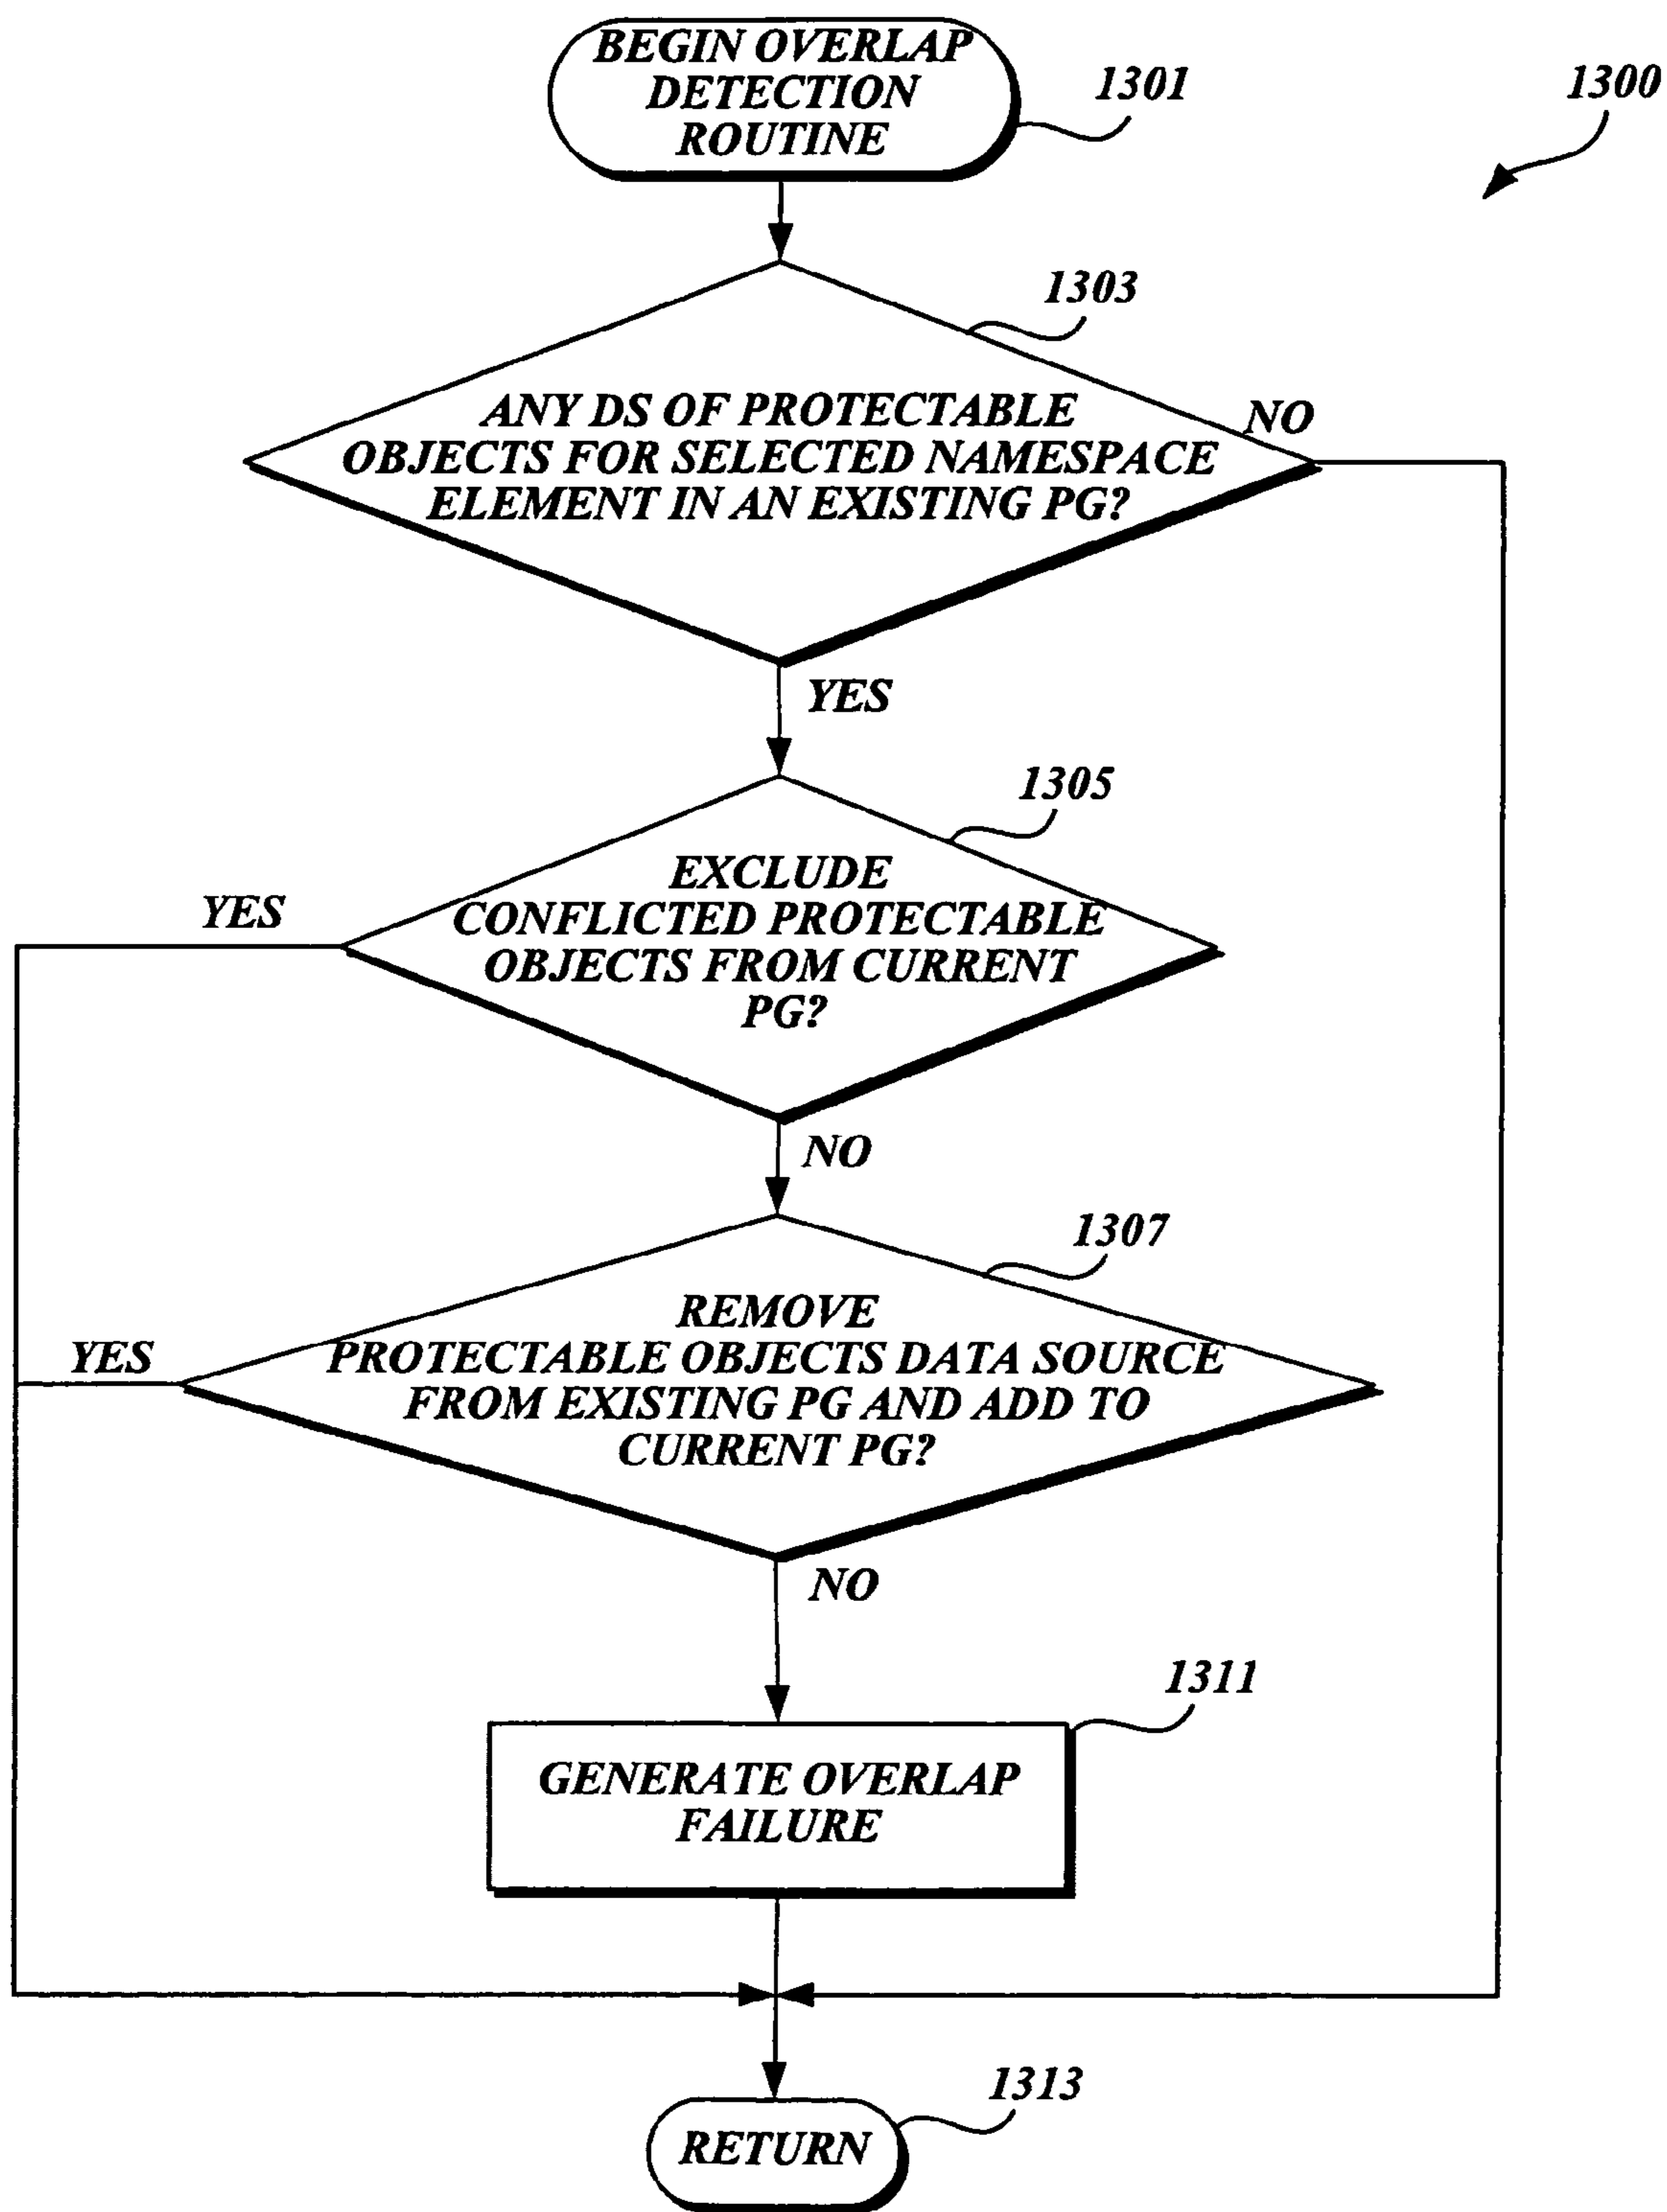 BEGIN OVERLAP
DETECTION
ROUTINE
1301
1300
1303
ANY DS OF PROTECTABLE
OBJECTS FOR SELECTED NAMESPACE
ELEMENT IN AN EXISTING PG?
NO
YES
1305
EXCLUDE
CONFLICTED PROTECTABLE
OBJECTS FROM CURRENT
PG?
YES
NO
1307
REMOVE
PROTECTABLE OBJECTS DATA SOURCE
FROM EXISTING PG AND ADD TO
CURRENT PG?
YES
NO
1311
GENERATE OVERLAP
FAILURE
1313
RETURN